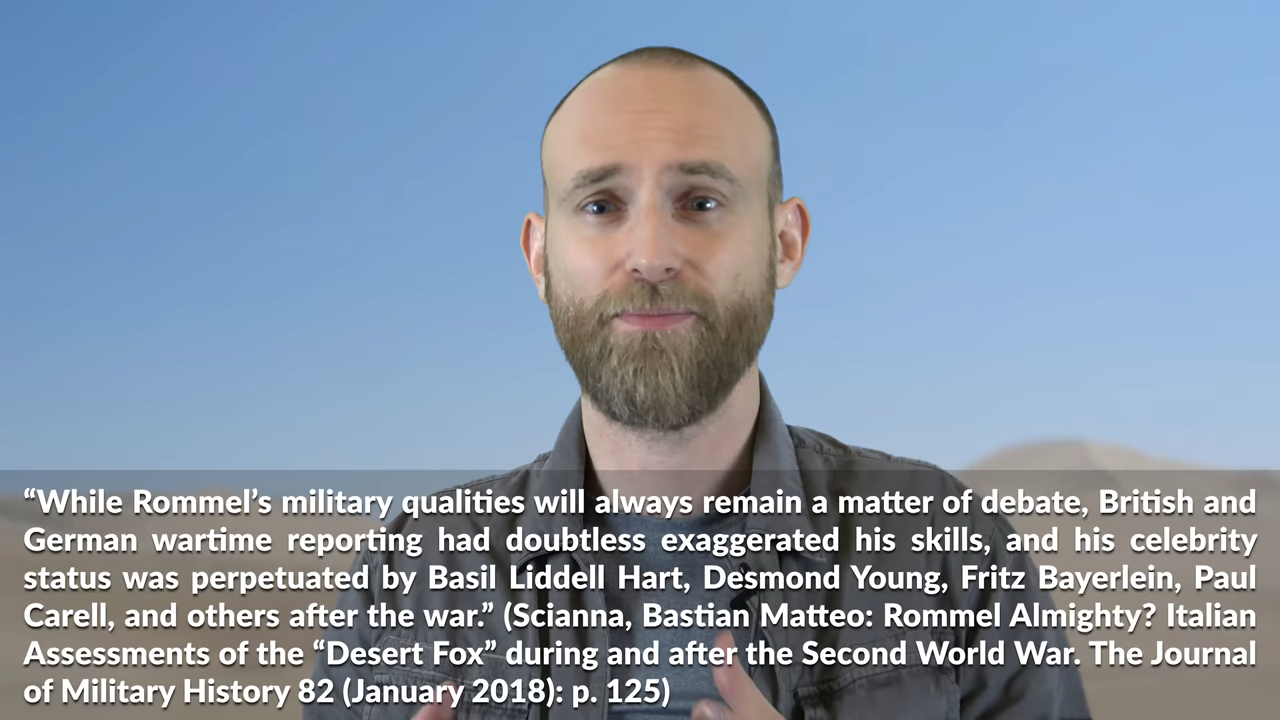 “While Rommel’s military qualities will always remain a matter of debate, British and
German wartime reporting had doubtless exaggerated his skills, and his celebrity
status was perpetuated by Basil Liddell Hart, Desmond Young, Fritz Bayerlein, Paul
Carell, and others after the war.” (Scianna, Bastian Matteo: Rommel Almighty? Italian
Assessments of the “Desert Fox” during and after the Second World War. The Journal
of Military History 82 (January 2018): p. 125)